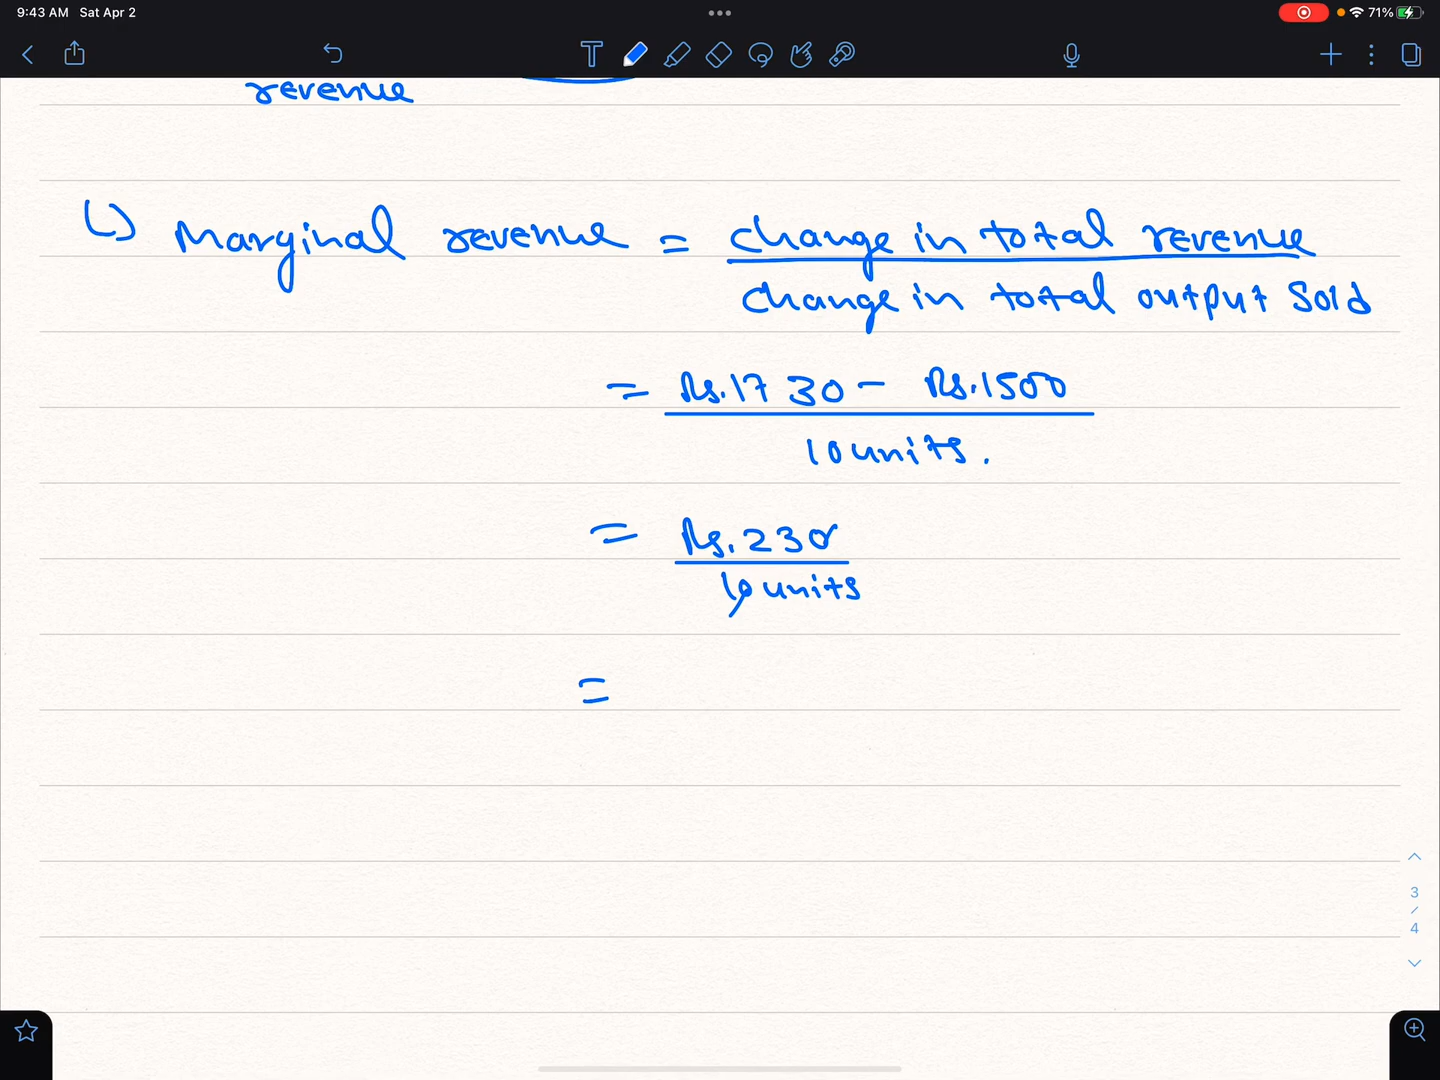 9:43 AM Sat Apr 2
71%
revenue
Marginal revenue = change in total revenue
change in total output sold
= Rs.1730 - Rs.1500
10 units.
= Rs.230
10 units
=
3
/
4